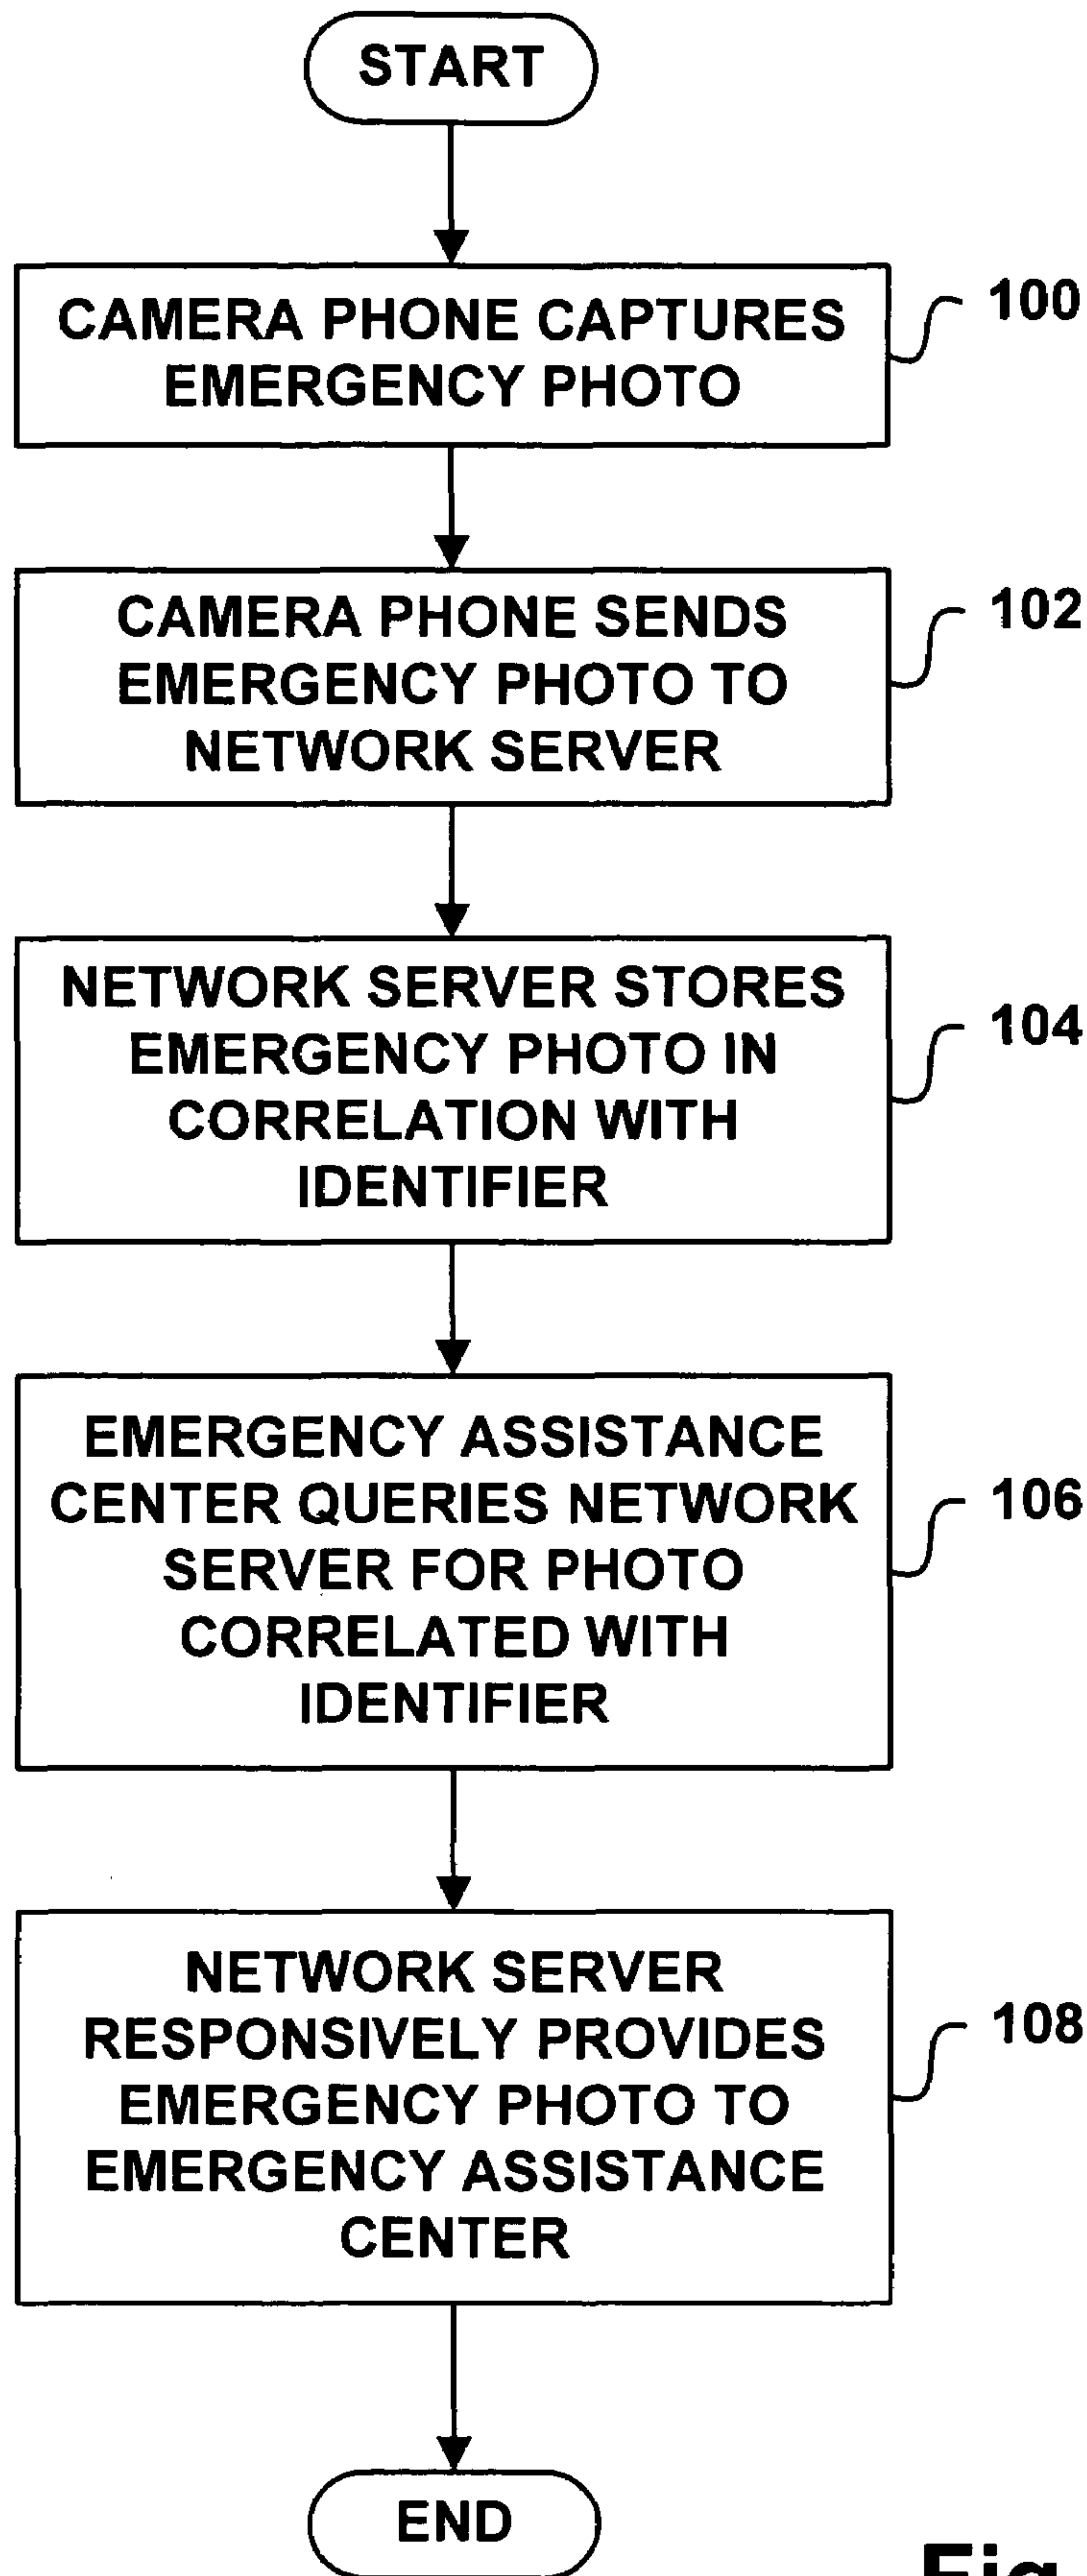 START
CAMERA PHONE CAPTURES
EMERGENCY PHOTO
100
CAMERA PHONE SENDS
EMERGENCY PHOTO TO
NETWORK SERVER
102
NETWORK SERVER STORES
EMERGENCY PHOTO IN
CORRELATION WITH
IDENTIFIER
104
EMERGENCY ASSISTANCE
CENTER QUERIES NETWORK
SERVER FOR PHOTO
CORRELATED WITH
IDENTIFIER
106
NETWORK SERVER
RESPONSIVELY PROVIDES
EMERGENCY PHOTO TO
EMERGENCY ASSISTANCE
CENTER
108
END
Fig